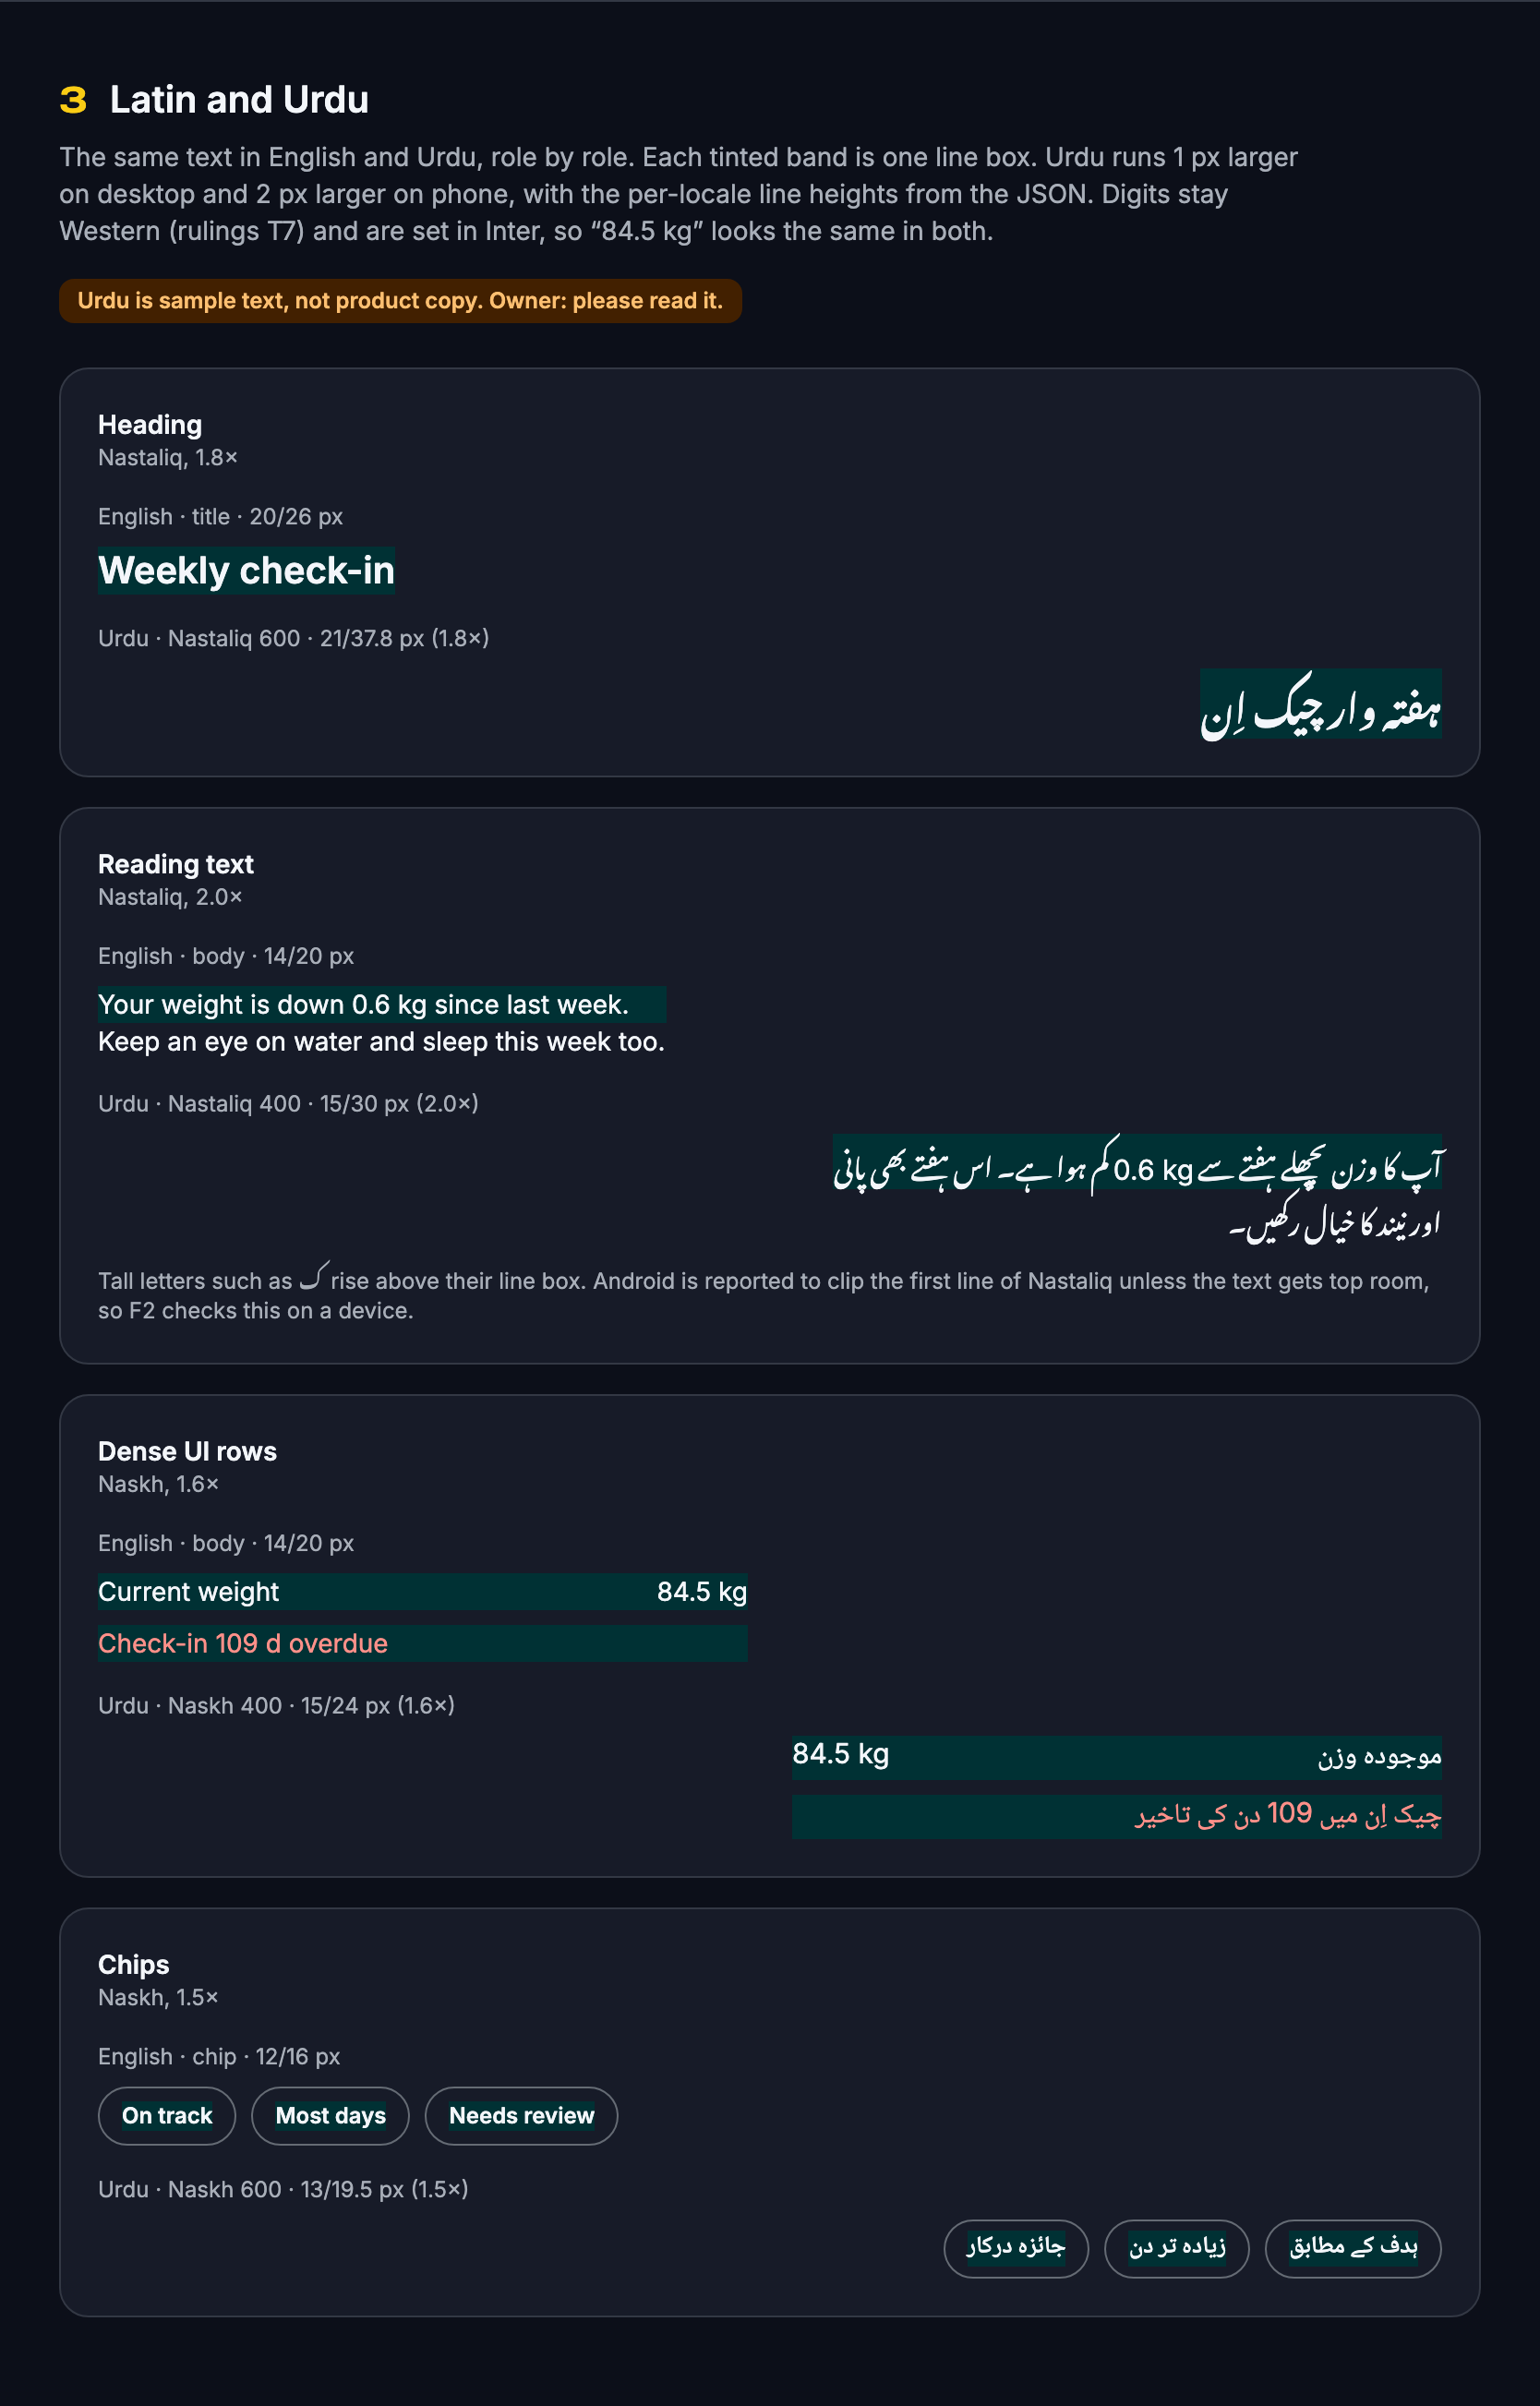 3 Latin and Urdu
The same text in English and Urdu, role by role. Each tinted band is one line box. Urdu runs 1 px larger
on desktop and 2 px larger on phone, with the per-locale line heights from the JSON. Digits stay
Western (rulings T7) and are set in Inter, so “84.5 kg” looks the same in both.
Urdu is sample text, not product copy. Owner: please read it.
Heading
Nastaliq, 1.8×
English · title · 20/26 px
Weekly check-in
Urdu · Nastaliq 600 · 21/37.8 px (1.8×)
ہفتہ وار چیک اِن
Reading text
Nastaliq, 2.0×
English · body · 14/20 px
Your weight is down 0.6 kg since last week.
Keep an eye on water and sleep this week too.
Urdu · Nastaliq 400 · 15/30 px (2.0×)
آپ کا وزن پچھلے ہفتے سے 0.6 kg کم ہوا ہے۔ اس ہفتے بھی پانی
اور نیند کا خیال رکھیں۔
Tall letters such as ک rise above their line box. Android is reported to clip the first line of Nastaliq unless the text gets top room,
so F2 checks this on a device.
Dense UI rows
Naskh, 1.6×
English · body · 14/20 px
Current weight 84.5 kg
Check-in 109 d overdue
Urdu · Naskh 400 · 15/24 px (1.6×)
موجودہ وزن 84.5 kg
چیک اِن میں 109 دن کی تاخیر
Chips
Naskh, 1.5×
English · chip · 12/16 px
On track Most days Needs review
Urdu · Naskh 600 · 13/19.5 px (1.5×)
ہدف کے مطابق زیادہ تر دن جائزہ درکار